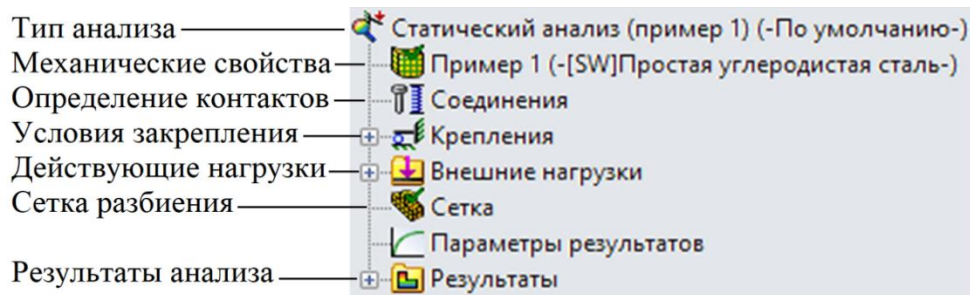 Тип анализа Статический анализ (пример 1) (-По умолчанию-)
Механические свойства Пример 1 (-[SW]Простая углеродистая сталь-)
Определение контактов Соединения
Условия закрепления Крепления
Действующие нагрузки Внешние нагрузки
Сетка разбиения Сетка
Параметры результатов
Результаты анализа Результаты